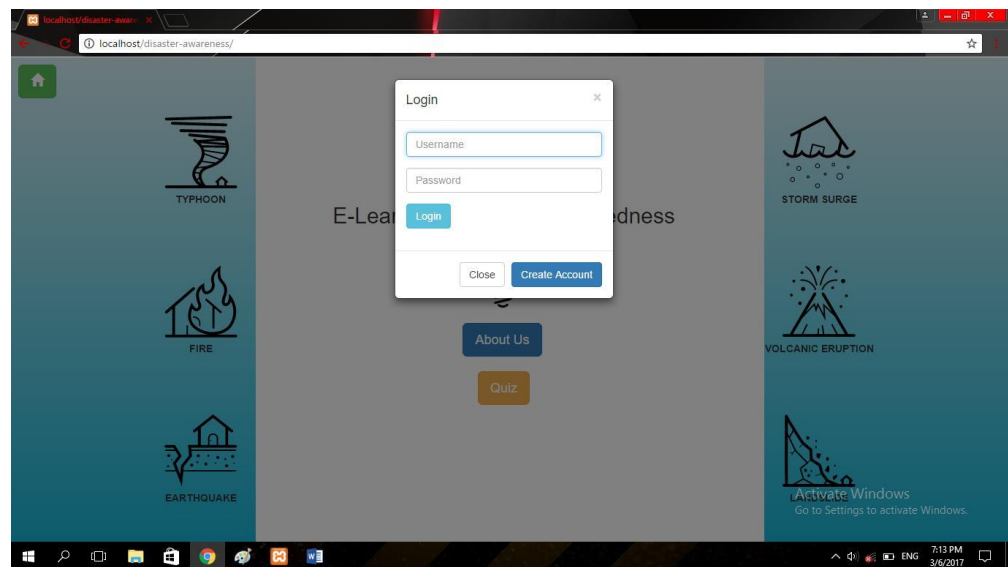 localhost/disaster-aware
localhost/disaster-awareness/
Login
×
Username
Password
Login
Close
Create Account
E-Lear
edness
About Us
Quiz
TYPHOON
FIRE
EARTHQUAKE
STORM SURGE
VOLCANIC ERUPTION
LANDSLIDE
Activate Windows
Go to Settings to activate Windows.
ENG
7:13 PM
3/6/2017